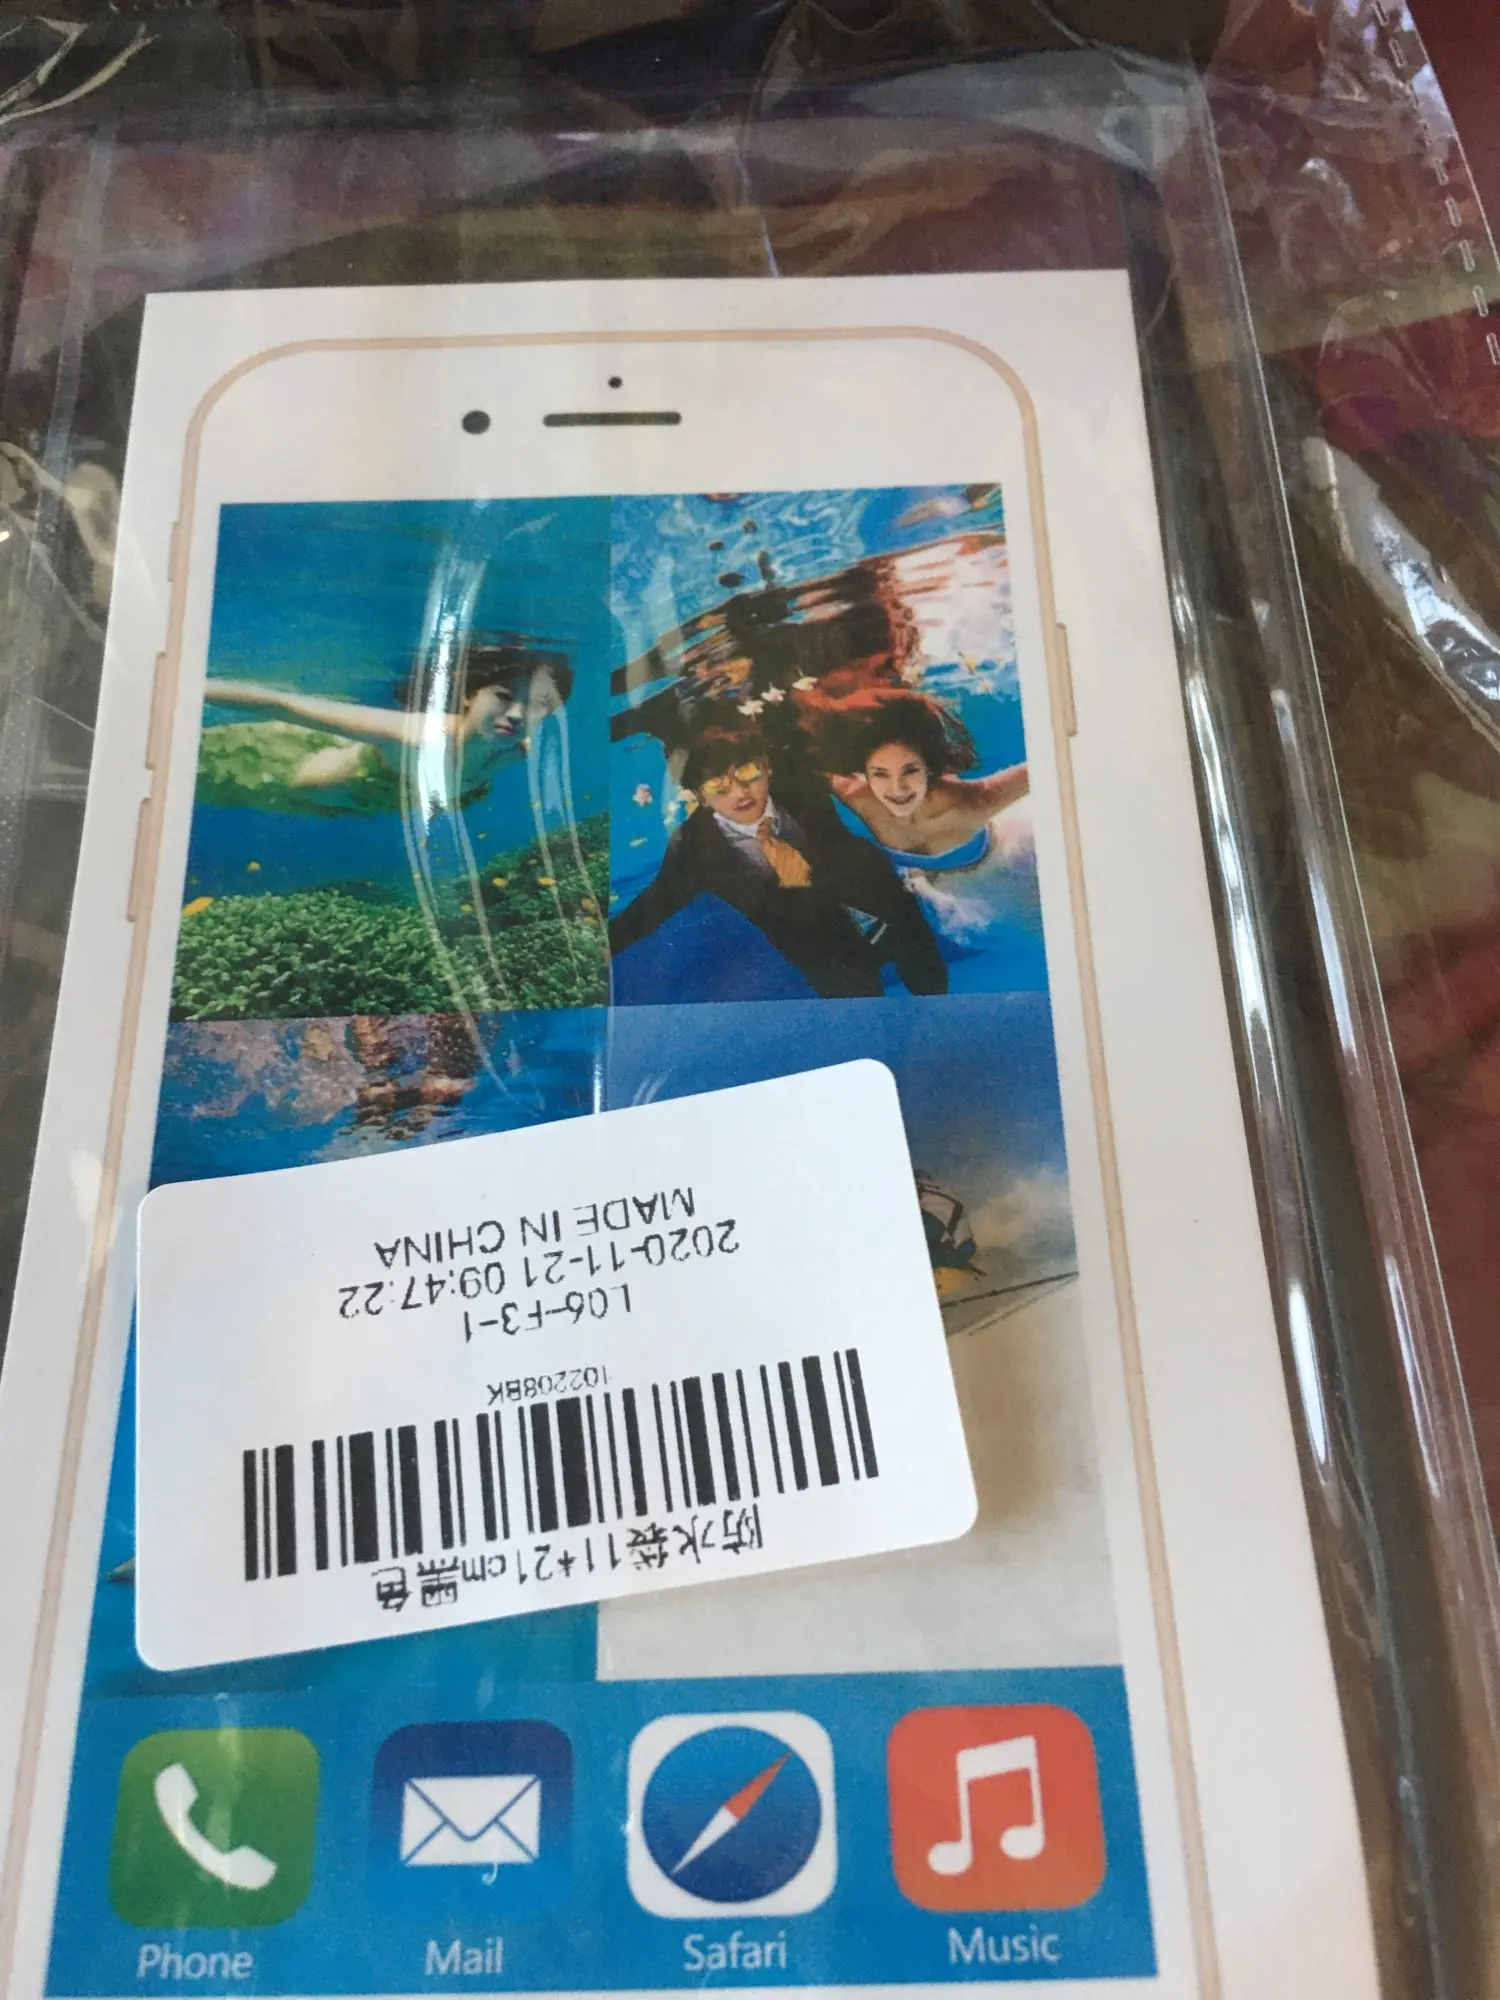 防水袋11*21cm黑色
102208BK
L06-F3-1
2020-11-21 09:47:22
MADE IN CHINA
Phone
Mail
Safari
Music